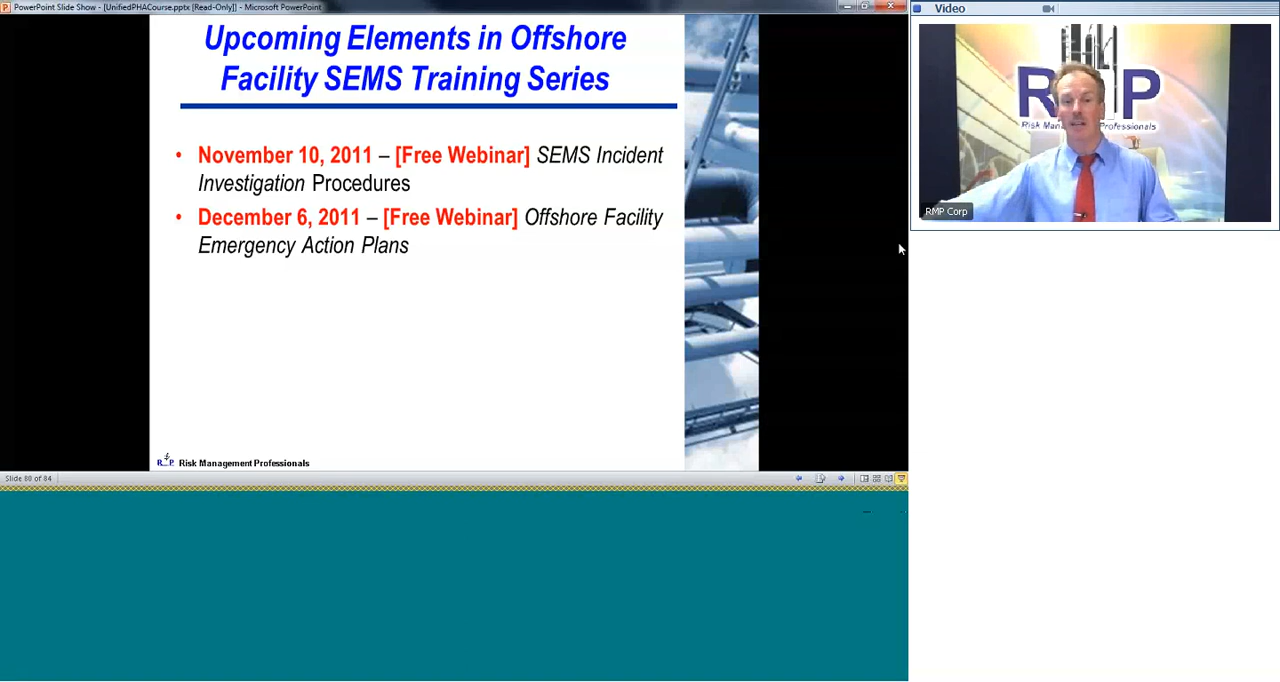 PowerPoint Slide Show - [UnifiedPHACourse.pptx [Read-Only]] - Microsoft PowerPoint
Video
Upcoming Elements in Offshore
Facility SEMS Training Series
• November 10, 2011 – [Free Webinar] SEMS Incident
Investigation Procedures
• December 6, 2011 – [Free Webinar] Offshore Facility
Emergency Action Plans
Risk Management Professionals
R P
Professionals
RMP Corp